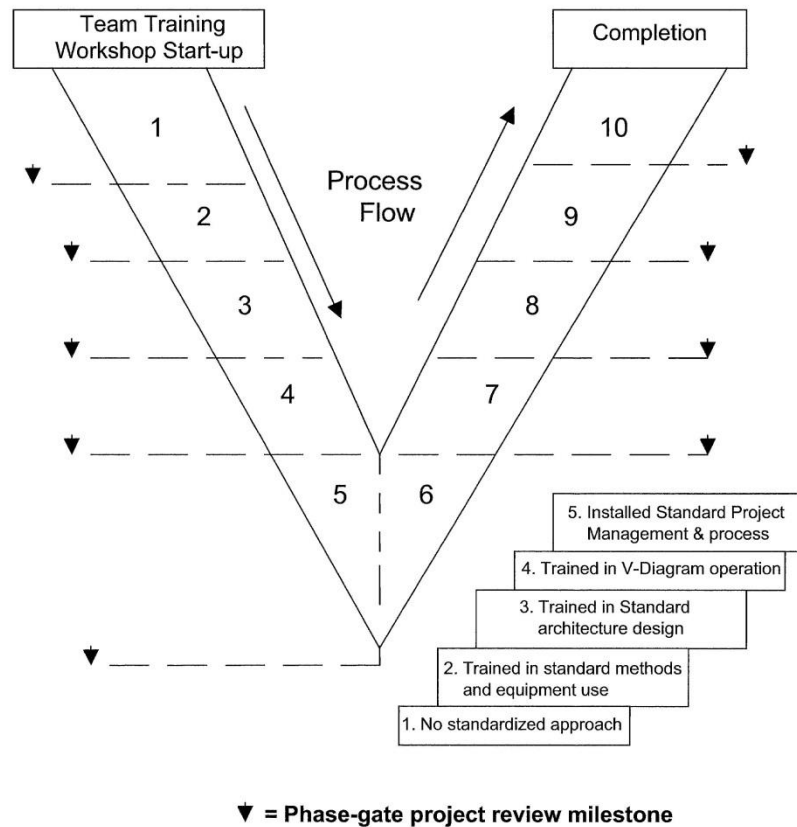 Team Training
Workshop Start-up
Completion
1
10
Process
Flow
2
9
3
8
4
7
5
6
5. Installed Standard Project
Management & process
4. Trained in V-Diagram operation
3. Trained in Standard
architecture design
2. Trained in standard methods
and equipment use
1. No standardized approach
= Phase-gate project review milestone